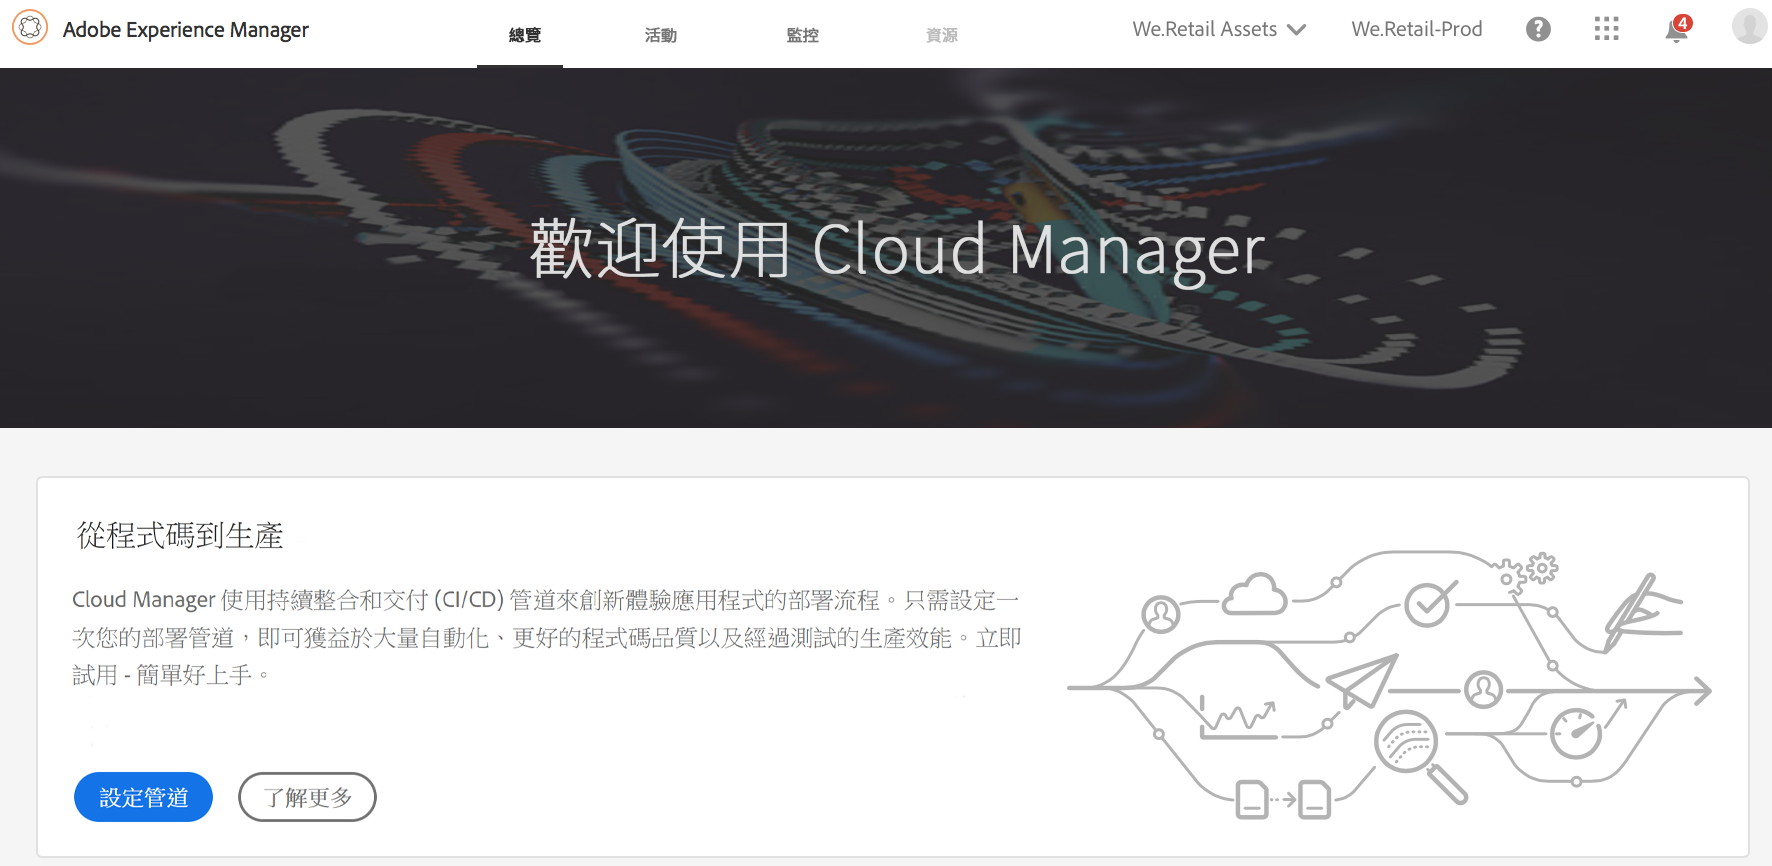 Adobe Experience Manager
總覽
活動
監控
資源
We.Retail Assets
We.Retail-Prod
?
4
歡迎使用 Cloud Manager
從程式碼到生產
Cloud Manager 使用持續整合和交付 (CI/CD) 管道來創新體驗應用程式的部署流程。只需設定一
次您的部署管道，即可獲益於大量自動化、更好的程式碼品質以及經過測試的生產效能。立即
試用 - 簡單好上手。
設定管道
了解更多